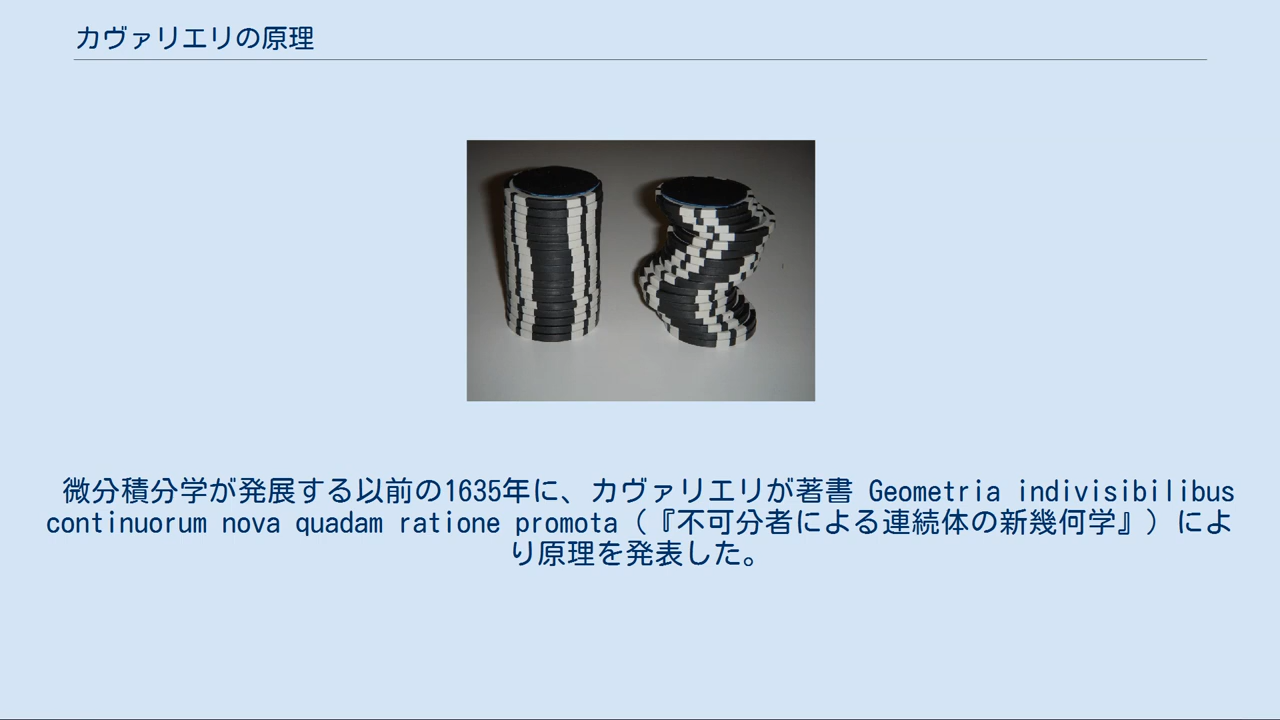 カヴァリエリの原理
微分積分学が発展する以前の1635年に、カヴァリエリが著書 Geometria indivisibilibus
continuorum nova quadam ratione promota（『不可分者による連続体の新幾何学』）によ
り原理を発表した。